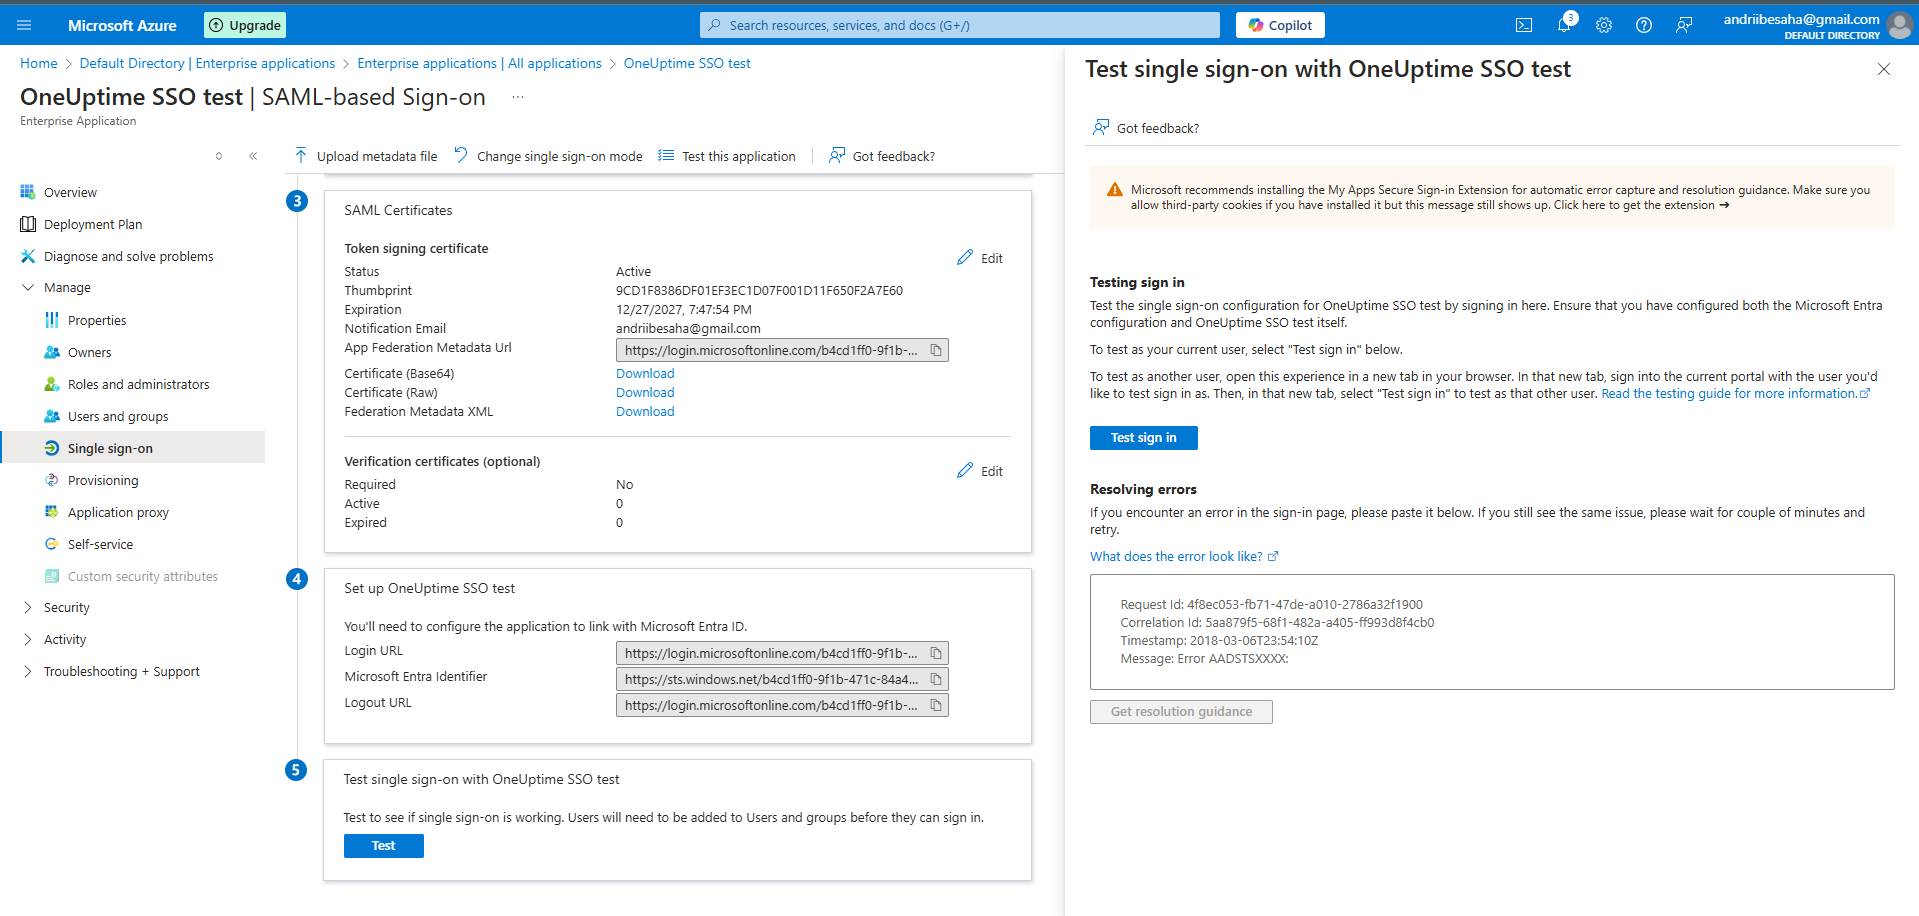 Microsoft Azure
Upgrade
Search resources, services, and docs (G+/)
Copilot
3
andriibesaha@gmail.com
DEFAULT DIRECTORY
Home > Default Directory | Enterprise applications > Enterprise applications | All applications > OneUptime SSO test
OneUptime SSO test | SAML-based Sign-on ...
Enterprise Application
Overview
Deployment Plan
Diagnose and solve problems
Manage
Properties
Owners
Roles and administrators
Users and groups
Single sign-on
Provisioning
Application proxy
Self-service
Custom security attributes
Security
Activity
Troubleshooting + Support
Upload metadata file
Change single sign-on mode
Test this application
Got feedback?
3
SAML Certificates
Token signing certificate
Edit
Status Active
Thumbprint 9CD1F8386DF01EF3EC1D07F001D11F650F2A7E60
Expiration 12/27/2027, 7:47:54 PM
Notification Email andriibesaha@gmail.com
App Federation Metadata Url https://login.microsoftonline.com/b4cd1ff0-9f1b-...
Certificate (Base64) Download
Certificate (Raw) Download
Federation Metadata XML Download
Verification certificates (optional)
Edit
Required No
Active 0
Expired 0
4
Set up OneUptime SSO test
You'll need to configure the application to link with Microsoft Entra ID.
Login URL https://login.microsoftonline.com/b4cd1ff0-9f1b-...
Microsoft Entra Identifier https://sts.windows.net/b4cd1ff0-9f1b-471c-84a4...
Logout URL https://login.microsoftonline.com/b4cd1ff0-9f1b-...
5
Test single sign-on with OneUptime SSO test
Test to see if single sign-on is working. Users will need to be added to Users and groups before they can sign in.
Test
Test single sign-on with OneUptime SSO test
Got feedback?
Microsoft recommends installing the My Apps Secure Sign-in Extension for automatic error capture and resolution guidance. Make sure you
allow third-party cookies if you have installed it but this message still shows up. Click here to get the extension →
Testing sign in
Test the single sign-on configuration for OneUptime SSO test by signing in here. Ensure that you have configured both the Microsoft Entra
configuration and OneUptime SSO test itself.
To test as your current user, select "Test sign in" below.
To test as another user, open this experience in a new tab in your browser. In that new tab, sign into the current portal with the user you'd
like to test sign in as. Then, in that new tab, select "Test sign in" to test as that other user. Read the testing guide for more information.
Test sign in
Resolving errors
If you encounter an error in the sign-in page, please paste it below. If you still see the same issue, please wait for couple of minutes and
retry.
What does the error look like?
Request Id: 4f8ec053-fb71-47de-a010-2786a32f1900
Correlation Id: 5aa879f5-68f1-482a-a405-ff993d8f4cb0
Timestamp: 2018-03-06T23:54:10Z
Message: Error AADSTSXXXX:
Get resolution guidance